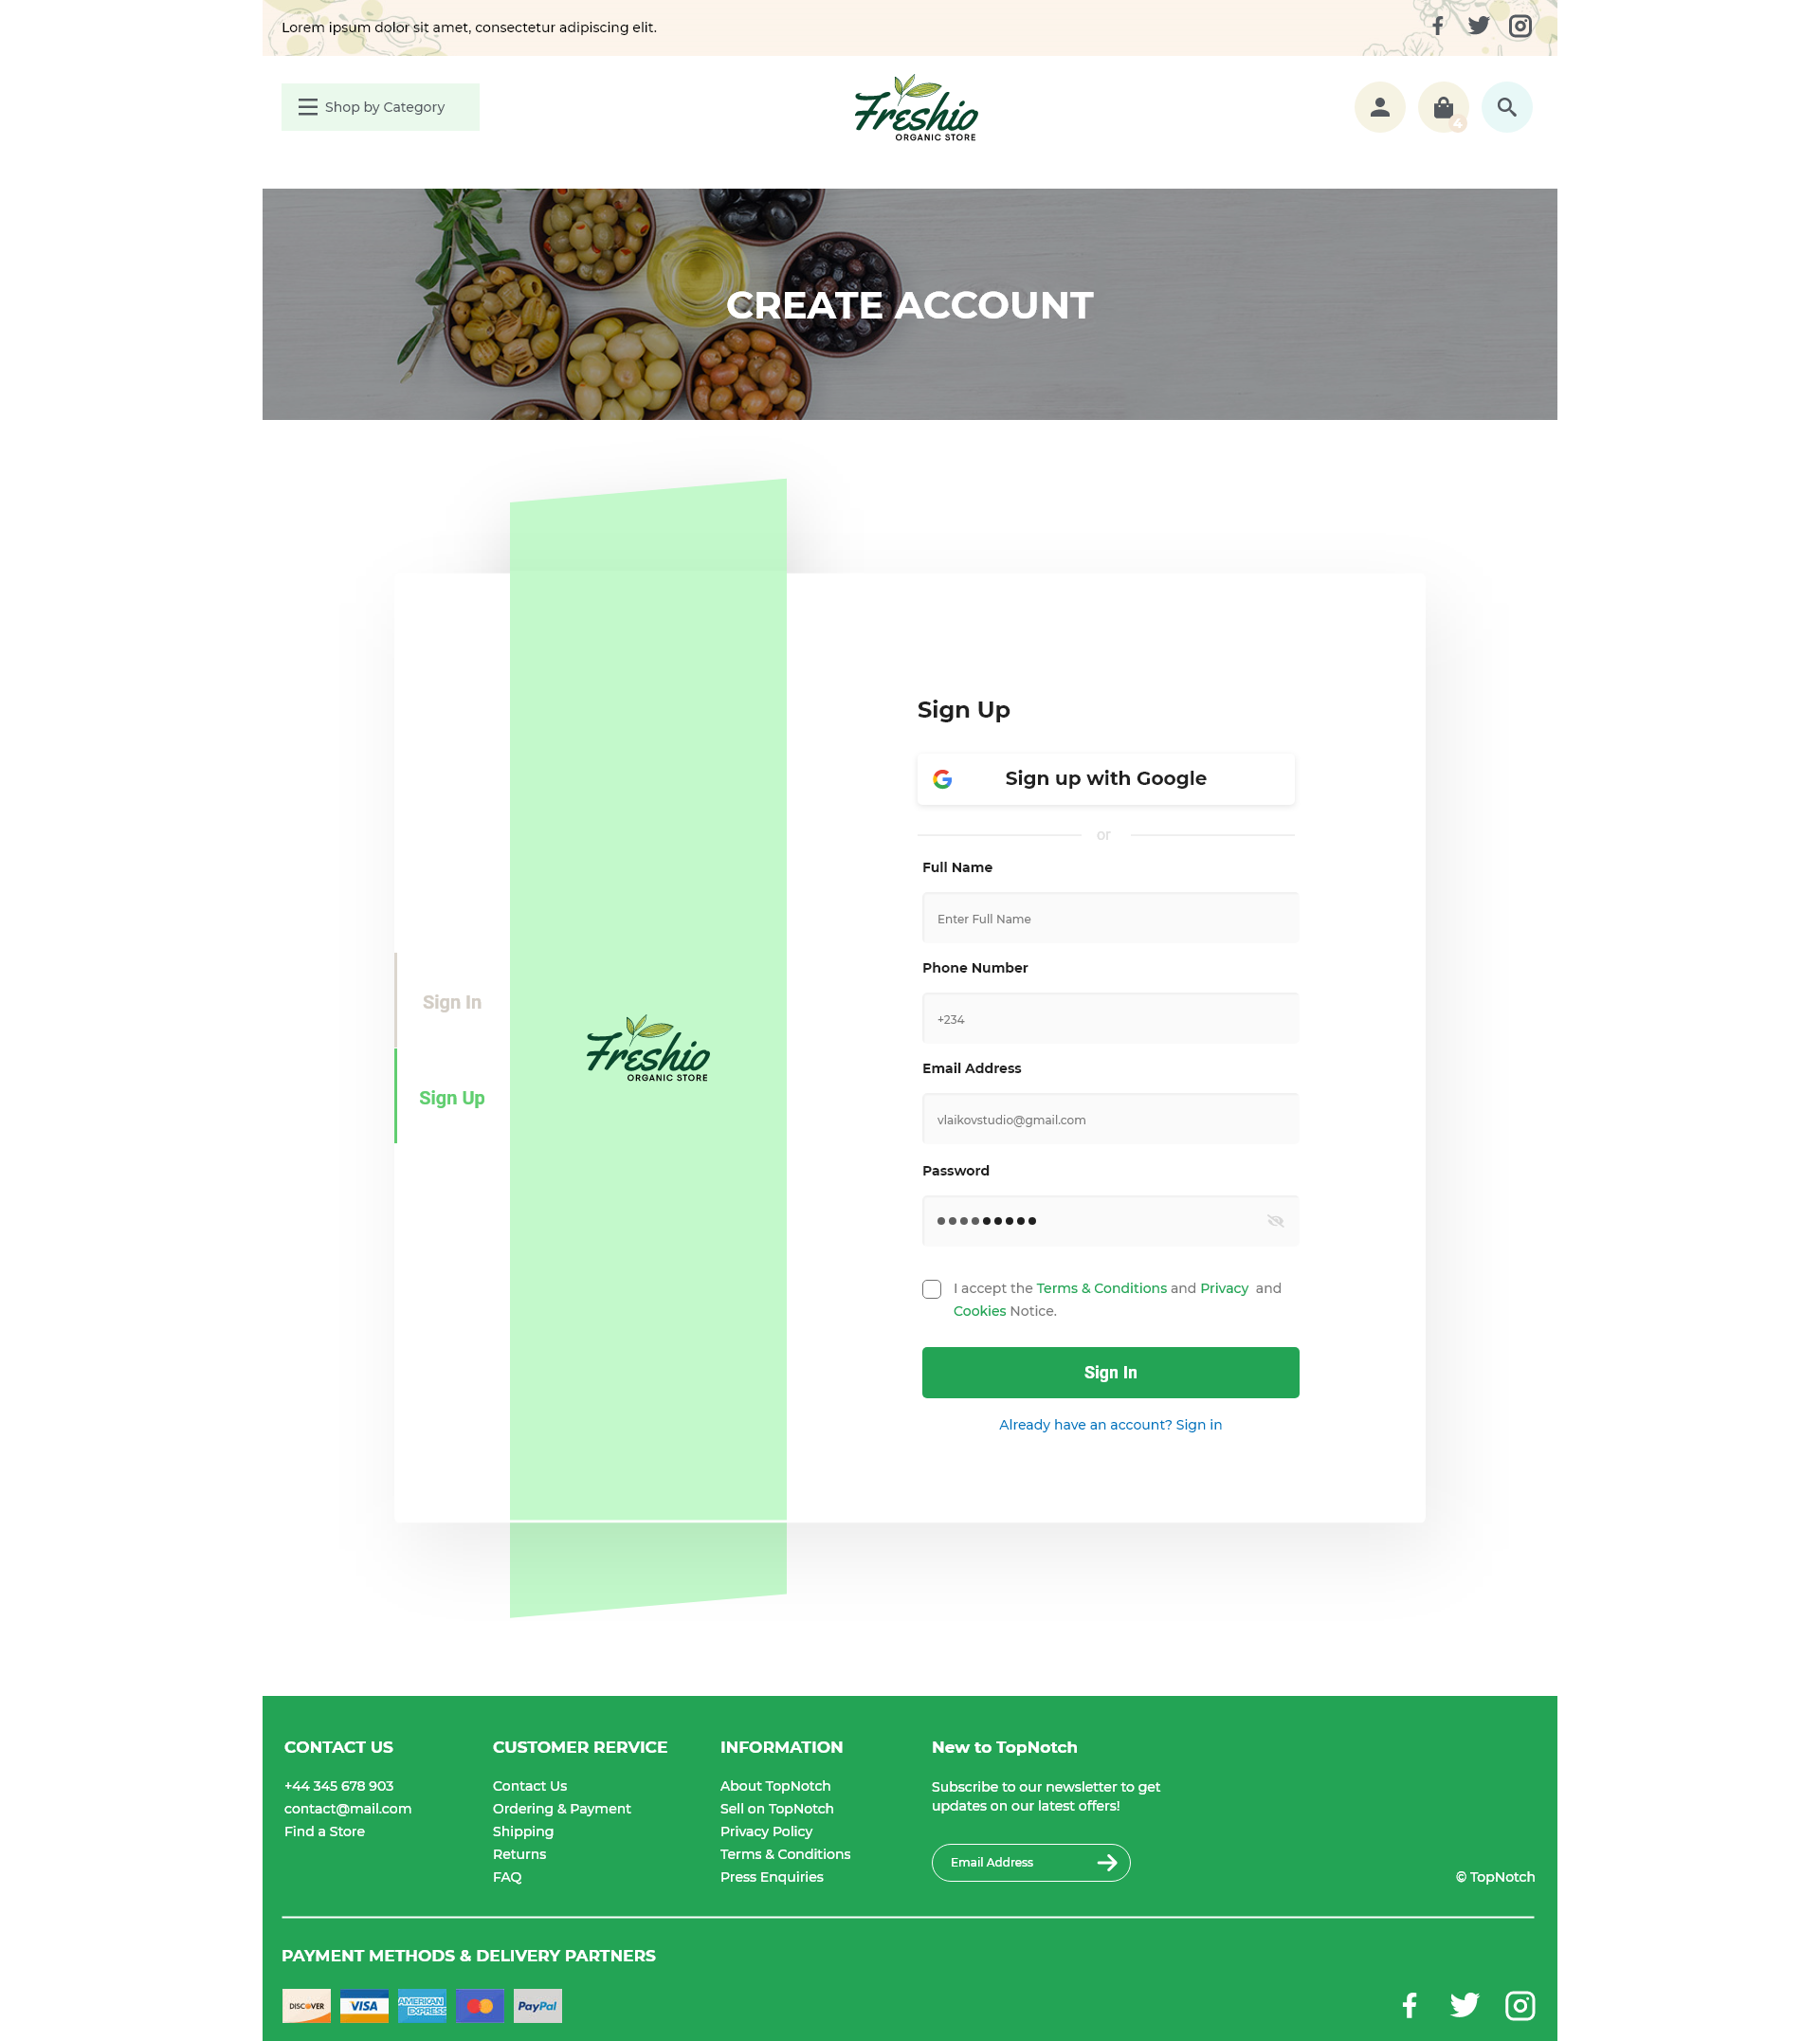 Lorem ipsum dolor sit amet, consectetur adipiscing elit.
Shop by Category
Freshio
ORGANIC STORE
4
CREATE ACCOUNT
Sign In
Sign Up
Freshio
ORGANIC STORE
Sign Up
Sign up with Google
or
Full Name
Enter Full Name
Phone Number
+234
Email Address
vlaikovstudio@gmail.com
Password
I accept the Terms & Conditions and Privacy and
Cookies Notice.
Sign In
Already have an account? Sign in
CONTACT US
+44 345 678 903
contact@mail.com
Find a Store
CUSTOMER RERVICE
Contact Us
Ordering & Payment
Shipping
Returns
FAQ
INFORMATION
About TopNotch
Sell on TopNotch
Privacy Policy
Terms & Conditions
Press Enquiries
New to TopNotch
Subscribe to our newsletter to get
updates on our latest offers!
Email Address
© TopNotch
PAYMENT METHODS & DELIVERY PARTNERS
DISCOVER
VISA
AMERICAN
EXPRESS
PayPal